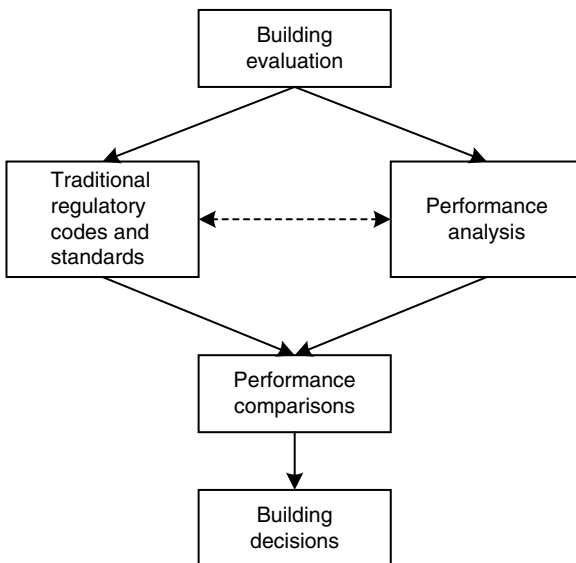 Building
evaluation
Traditional
regulatory
codes and
standards
Performance
analysis
Performance
comparisons
Building
decisions